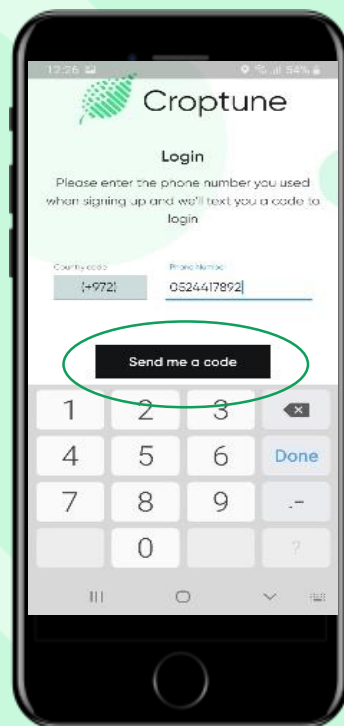 12:26 54%
Croptune
Login
Please enter the phone number you used
when signing up and we'll text you a code to
login
Country code Phone Number
(+972) 0524417892
Send me a code
1 2 3
4 5 6 Done
7 8 9 .-
0 ?